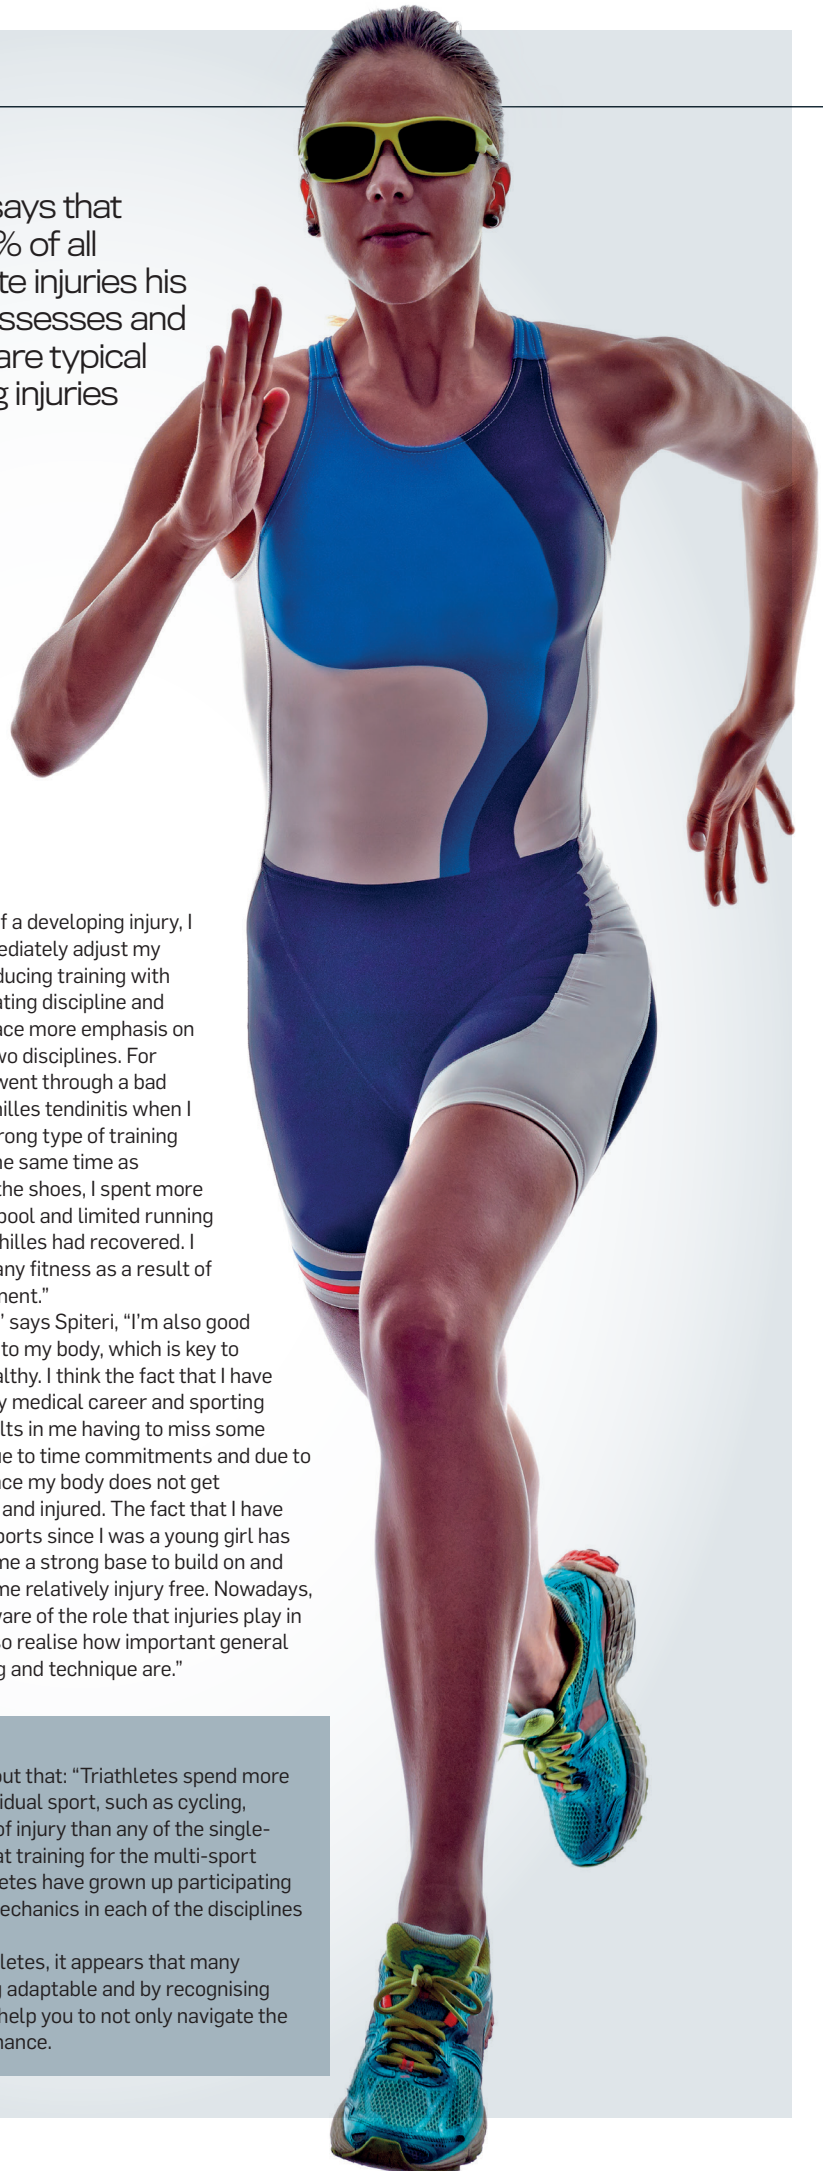 says that
% of all
te injuries his
ssesses and
are typical
g injuries
f a developing injury, I
ediately adjust my
ducing training with
ating discipline and
ace more emphasis on
wo disciplines. For
went through a bad
hilles tendinitis when I
rong type of training
he same time as
the shoes, I spent more
pool and limited running
hilles had recovered. I
any fitness as a result of
ment.”
” says Spiteri, “I’m also good
to my body, which is key to
althy. I think the fact that I have
y medical career and sporting
lts in me having to miss some
ue to time commitments and due to
nce my body does not get
and injured. The fact that I have
ports since I was a young girl has
me a strong base to build on and
me relatively injury free. Nowadays,
vare of the role that injuries play in
so realise how important general
g and technique are.”
out that: “Triathletes spend more
vidual sport, such as cycling,
of injury than any of the single-
at training for the multi-sport
letes have grown up participating
echanics in each of the disciplines
letes, it appears that many
g adaptable and by recognising
help you to not only navigate the
mance.